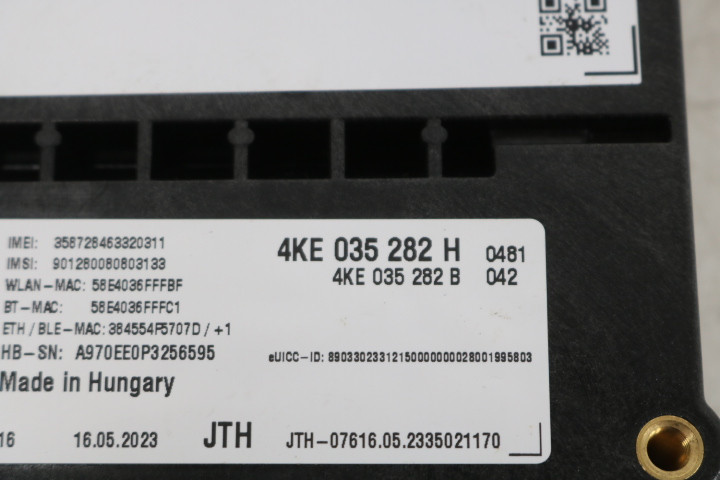 4KE 035 282 H 0481
4KE 035 282 B 042
IMEI: 358728463320311
IMSI: 901280080803133
WLAN-MAC: 58E4036FFFBF
BT-MAC: 58E4036FFFC1
ETH / BLE-MAC: 384554F5707D / +1
HB-SN: A970EE0P3256595
eUICC-ID: 89033023312150000000028001995803
Made in Hungary
16 16.05.2023 JTH JTH-07616.05.2335021170